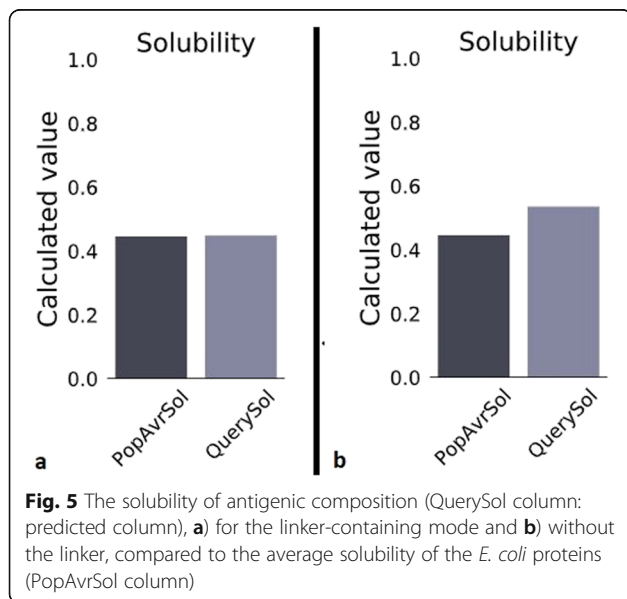 Solubility
1.0
0.8
0.6
0.4
0.2
0.0
Calculated value
PopAvrSol
QuerySol
a
Solubility
1.0
0.8
0.6
0.4
0.2
0.0
Calculated value
PopAvrSol
QuerySol
b
Fig. 5 The solubility of antigenic composition (QuerySol column:
predicted column), a) for the linker-containing mode and b) without
the linker, compared to the average solubility of the E. coli proteins
(PopAvrSol column)